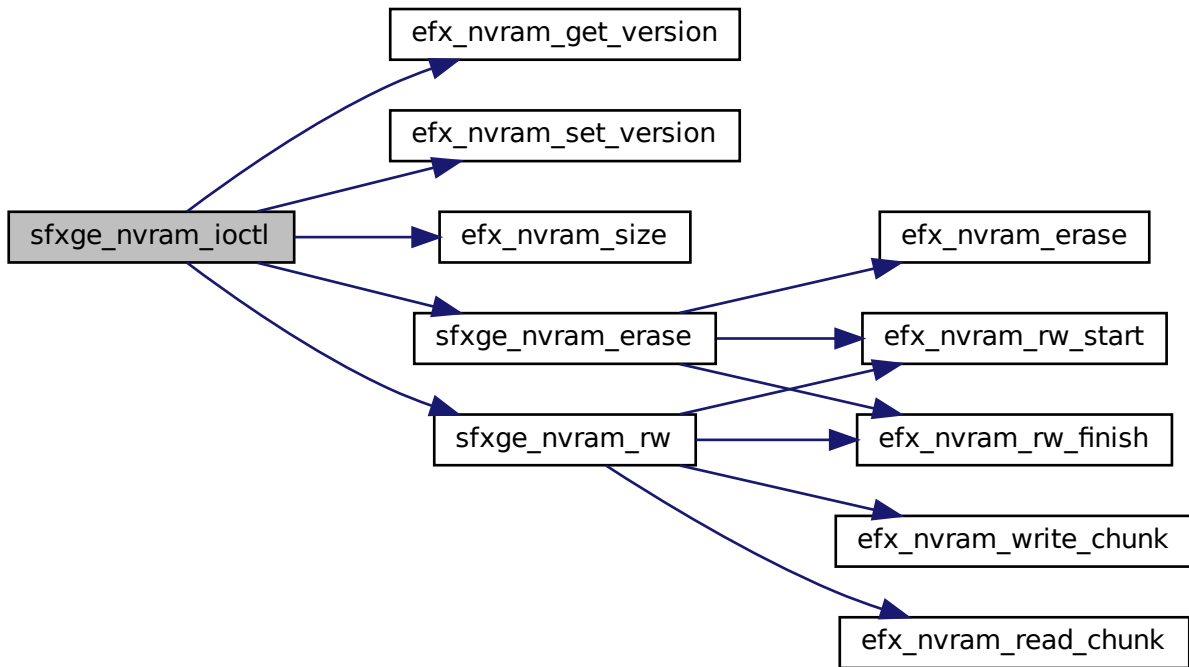 efx_nvram_get_version
efx_nvram_set_version
sfxge_nvram_ioctl
efx_nvram_size
efx_nvram_erase
sfxge_nvram_erase
efx_nvram_rw_start
sfxge_nvram_rw
efx_nvram_rw_finish
efx_nvram_write_chunk
efx_nvram_read_chunk